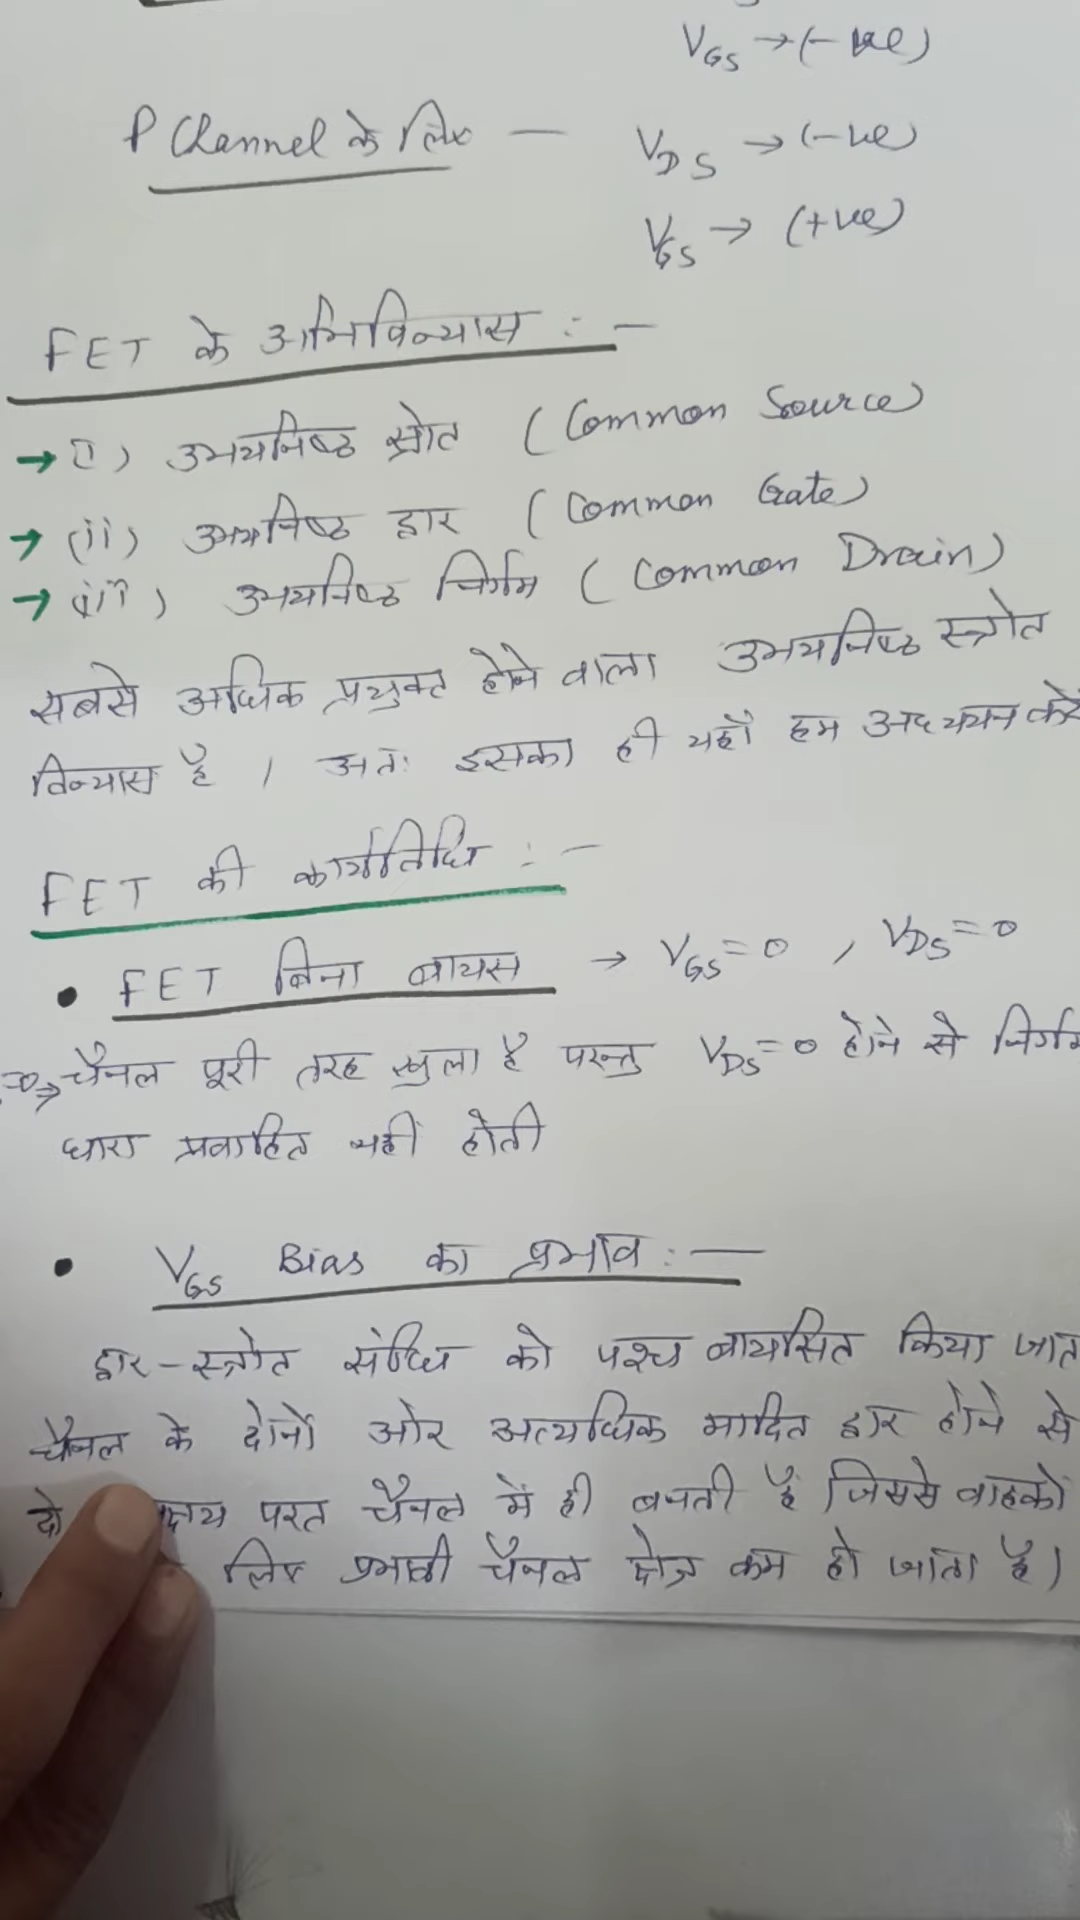 VGS → (-ve)
P Channel के लिए — VDS → (-ve)
VGS → (+ve)
FET के अभिविन्यास : —
→ (i) उभयनिष्ठ स्रोत ( Common Source)
→ (ii) उभयनिष्ठ द्वार ( Common Gate)
→ (iii) उभयनिष्ठ निर्गम ( Common Drain)
सबसे अधिक प्रयुक्त होने वाला उभयनिष्ठ स्त्रोत
विन्यास है , अतः इसका ही यहाँ हम अध्ययन करें
FET की कार्यविधि : —
• FET बिना बायस → VGS = 0 , VDS = 0
⇒ चैनल पूरी तरह खुला है परन्तु VDS = 0 होने से निर्गम
धारा प्रवाहित नहीं होती
• VGS Bias का प्रभाव : —
द्वार - स्त्रोत संधि को पश्च बायसित किया जात
चैनल के दोनों ओर अत्यधिक मादित द्वार होने से
दो परत चैनल में ही बनती हैं जिससे वाहकों
लिए प्रभावी चैनल क्षेत्र कम हो जाता है।